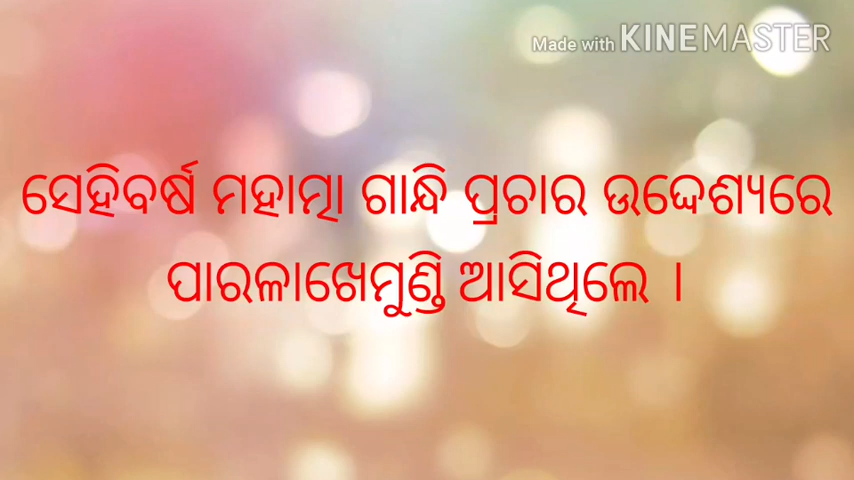 Made with KINEMASTER
ସେହିବର୍ଷ ମହାତ୍ମା ଗାନ୍ଧି ପ୍ରଚାର ଉଦ୍ଦେଶ୍ୟରେ
ପାରଳାଖେମୁଣ୍ଡି ଆସିଥିଲେ ।